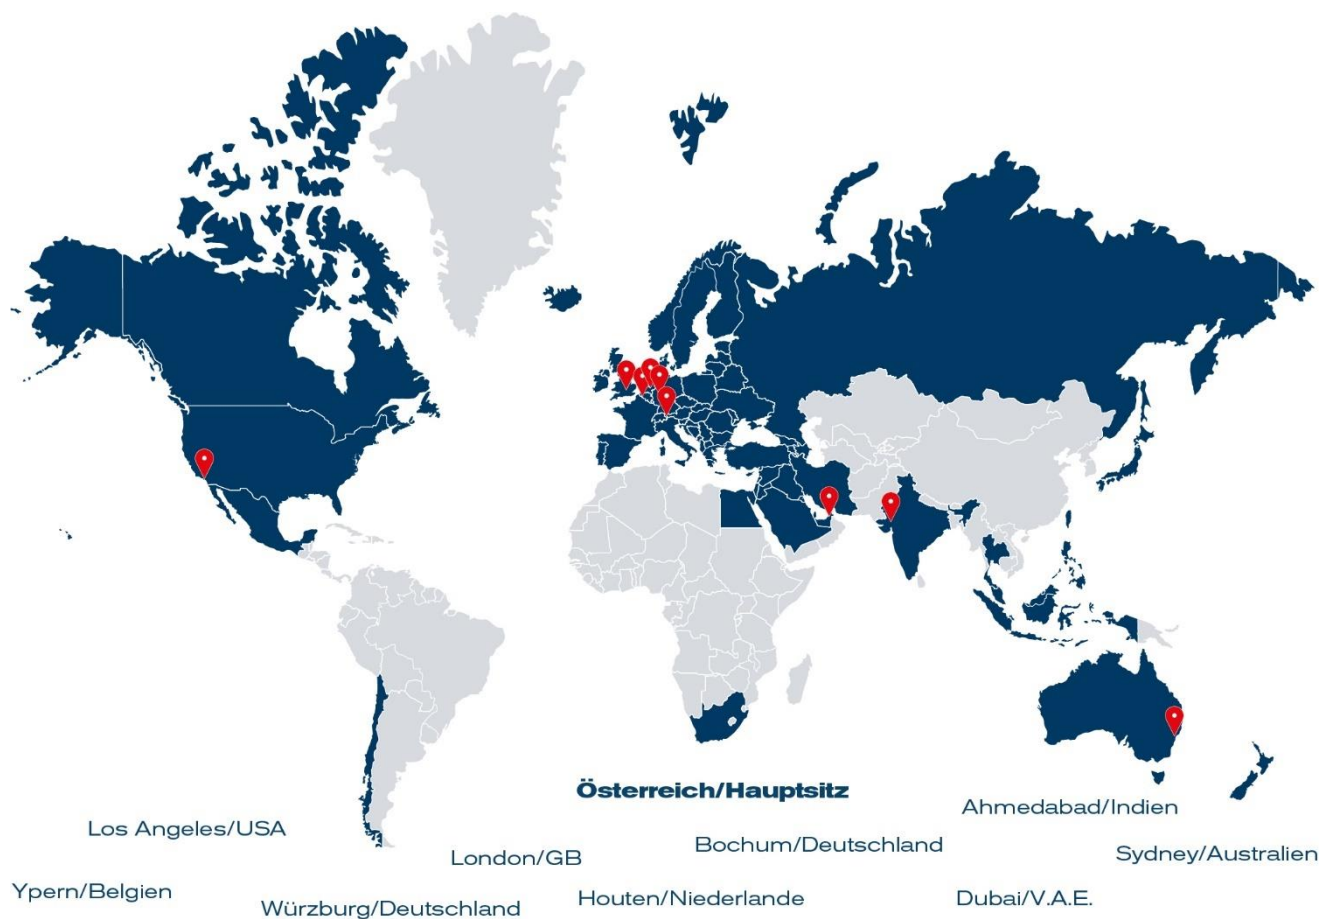 Österreich/Hauptsitz
Ahmedabad/Indien
Los Angeles/USA
Bochum/Deutschland
London/GB
Sydney/Australien
Ypern/Belgien
Houten/Niederlande
Dubai/V.A.E.
Würzburg/Deutschland